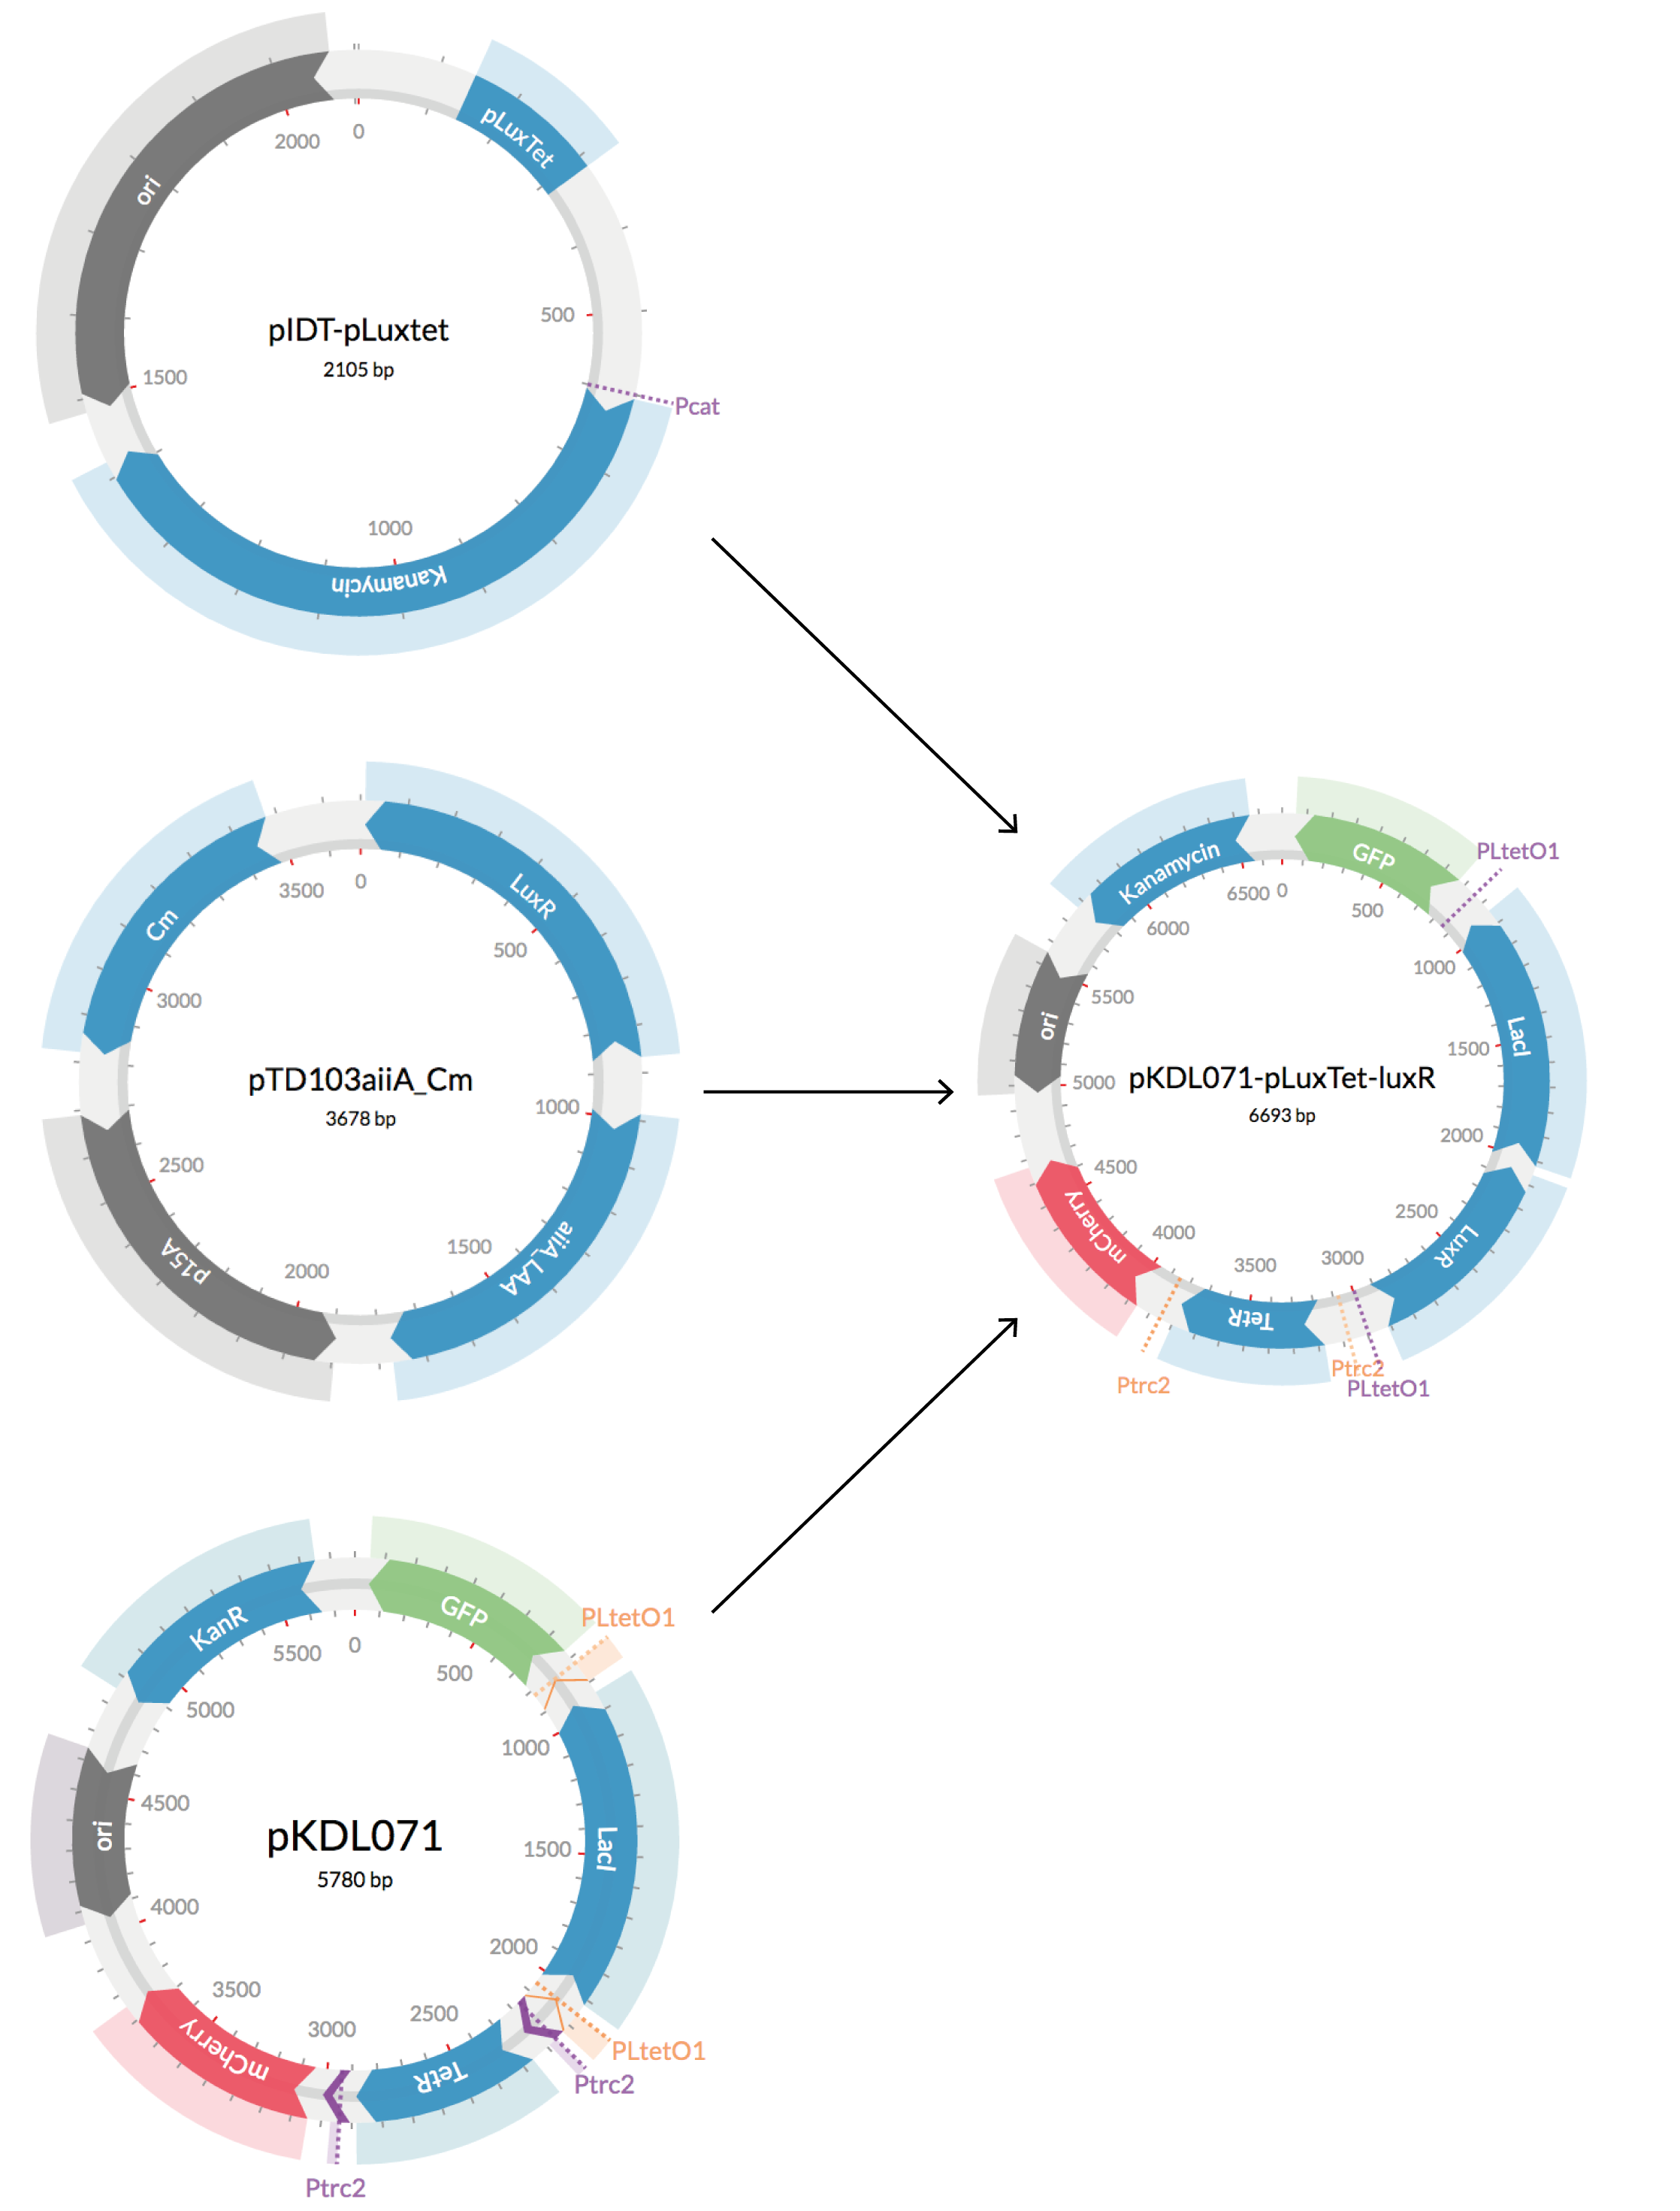 0
2000
pLuxTet
ori
pIDT-pLuxtet
2105 bp
500
1500
Pcat
1000
Kanamycin
3500
0
LuxR
Cm
500
3000
pTD103aiiA_Cm
3678 bp
1000
2500
1500
aiiA_LAA
p15A
2000
Kanamycin
GFP
PLtetO1
6500
0
500
6000
1000
5500
ori
LacI
1500
5000
pKDL071-pLuxTet-luxR
6693 bp
2000
4500
mCherry
2500
LuxR
4000
3500
3000
TetR
Ptrc2
Ptrc2
PLtetO1
KanR
GFP
PLtetO1
5500
0
500
5000
1000
4500
ori
pKDL071
5780 bp
LacI
1500
4000
2000
3500
2500
3000
mCherry
TetR
PLtetO1
Ptrc2
Ptrc2